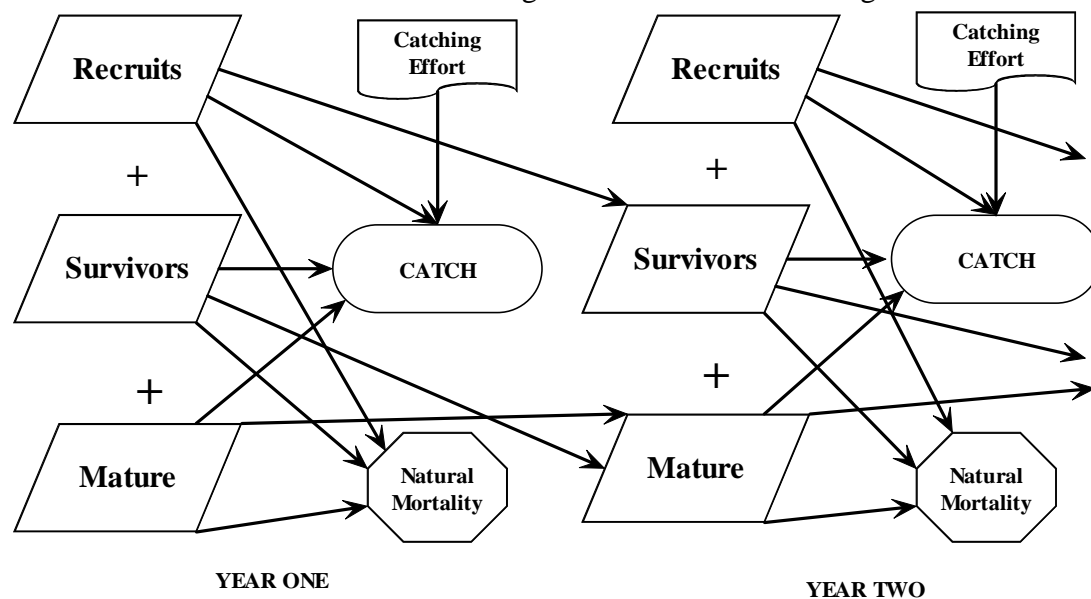 Recruits
+
Survivors
+
Mature
Catching
Effort
CATCH
Natural
Mortality
YEAR ONE
Recruits
+
Survivors
+
Mature
Catching
Effort
CATCH
Natural
Mortality
YEAR TWO